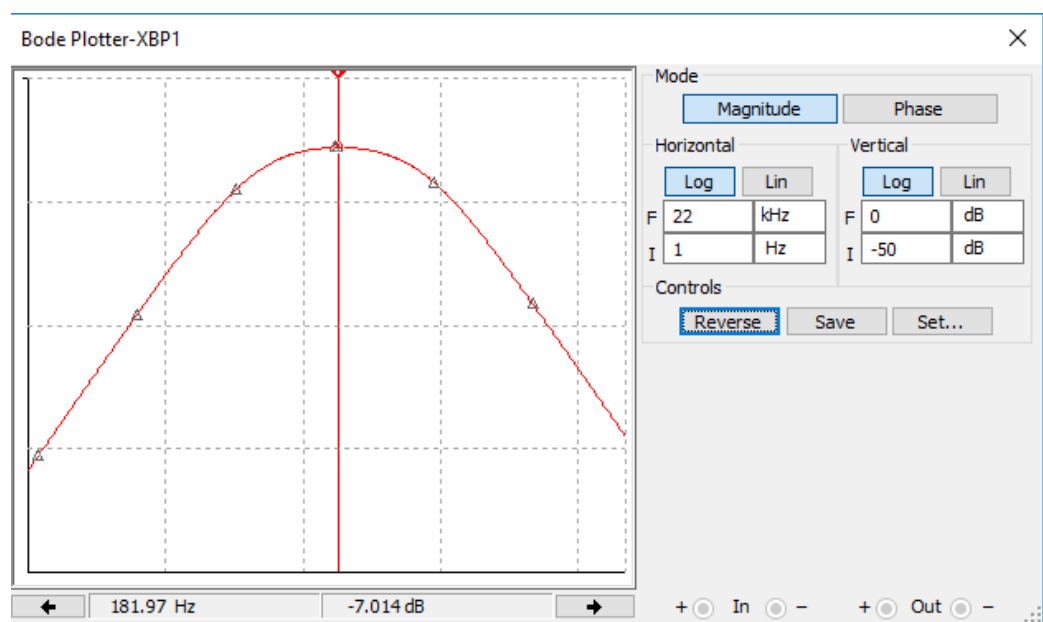 Bode Plotter-XBP1
Mode
Magnitude Phase
Horizontal Vertical
Log Lin Log Lin
F 22 kHz F 0 dB
I 1 Hz I -50 dB
Controls
Reverse Save Set...
181.97 Hz -7.014 dB + In - + Out -